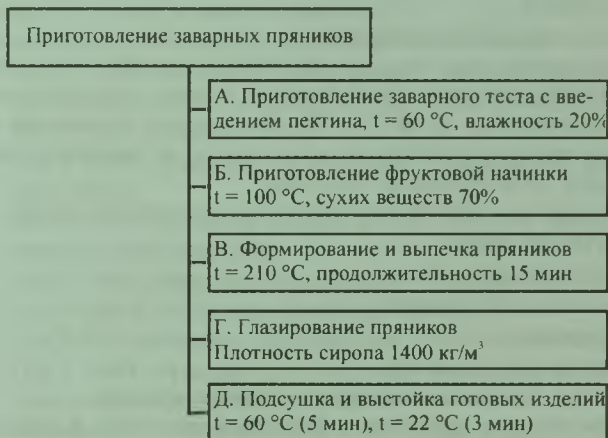 Приготовление заварных пряников
А. Приготовление заварного теста с вве-
дением пектина, t = 60 °C, влажность 20%
Б. Приготовление фруктовой начинки
t = 100 °C, сухих веществ 70%
В. Формирование и выпечка пряников
t = 210 °C, продолжительность 15 мин
Г. Глазирование пряников
Плотность сиропа 1400 кг/м³
Д. Подсушка и выстойка готовых изделий
t = 60 °C (5 мин), t = 22 °C (3 мин)